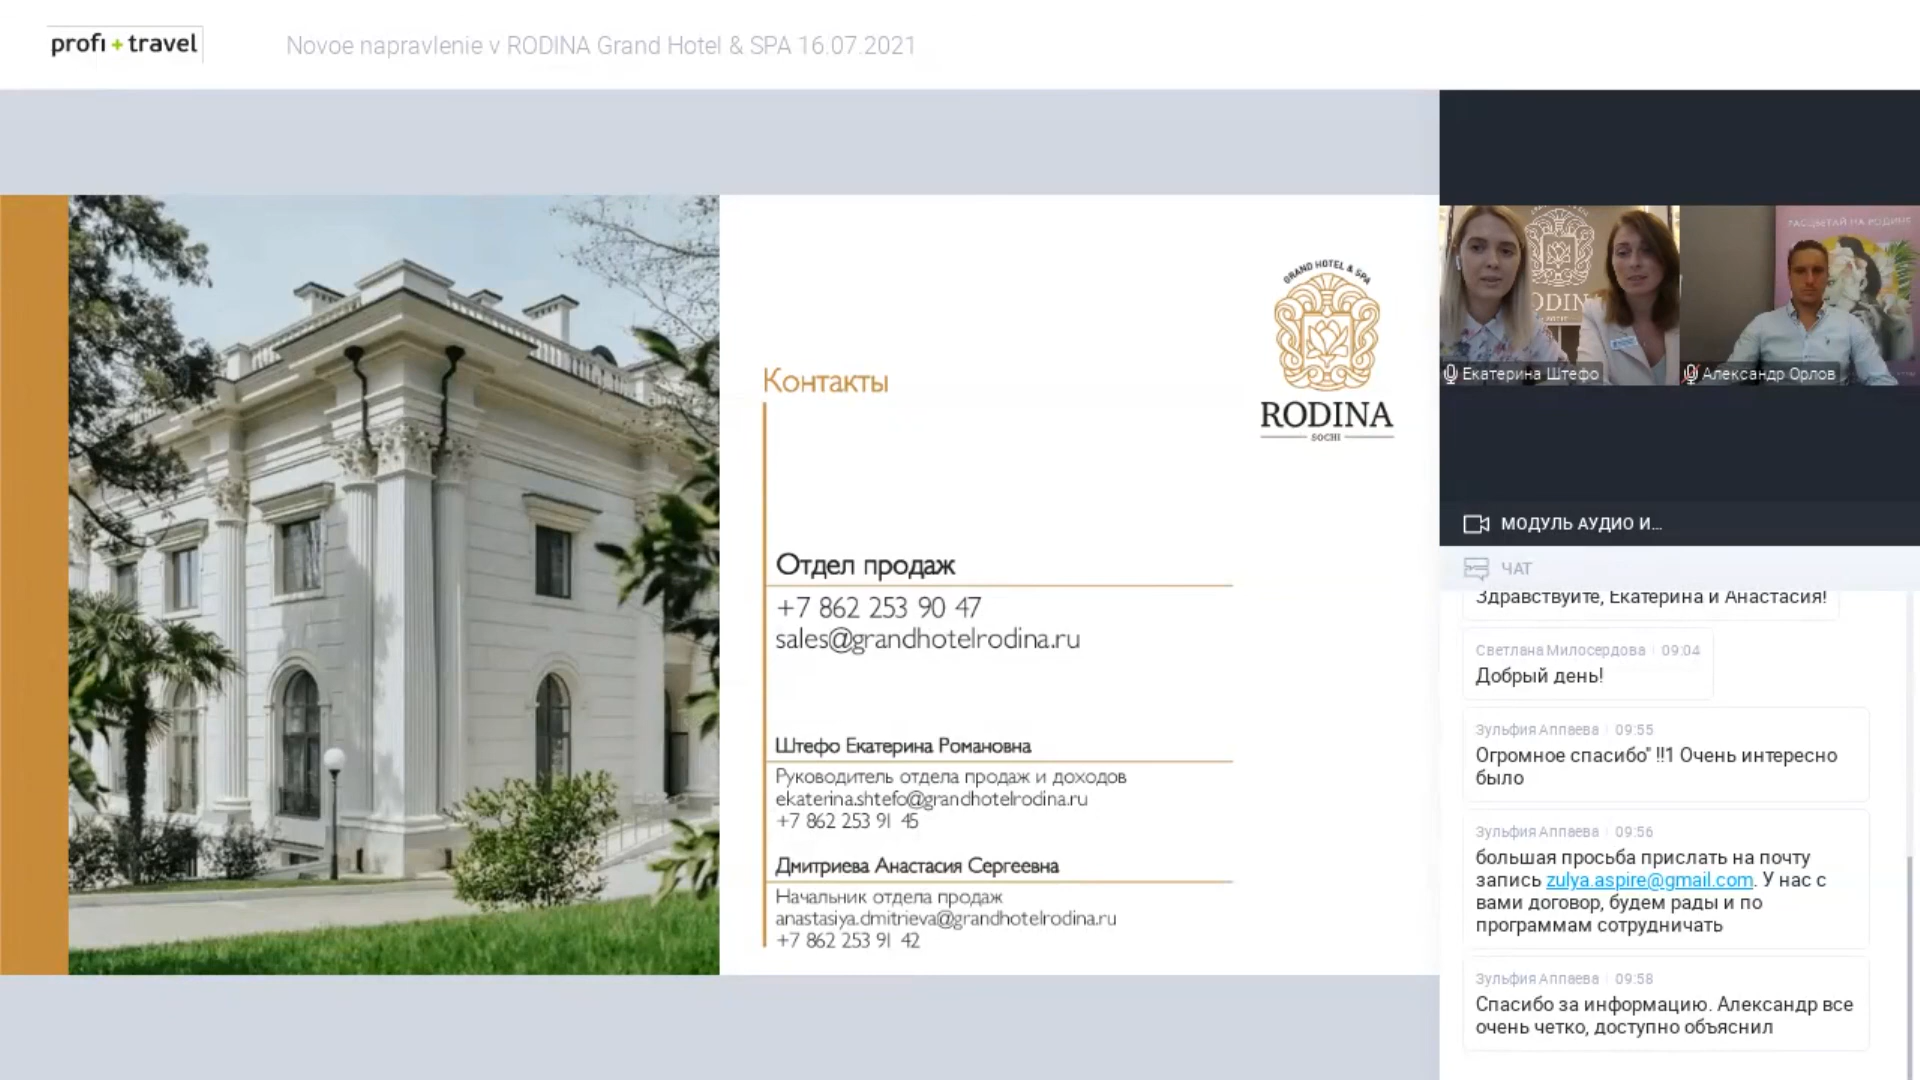 profi + travel
Novoe napravlenie v RODINA Grand Hotel & SPA 16.07.2021
GRAND HOTEL & SPA
RODINA
SOCHI
Контакты
Отдел продаж
+7 862 253 90 47
sales@grandhotelrodina.ru
Штефо Екатерина Романовна
Руководитель отдела продаж и доходов
ekaterina.shtefo@grandhotelrodina.ru
+7 862 253 91 45
Дмитриева Анастасия Сергеевна
Начальник отдела продаж
anastasiya.dmitrieva@grandhotelrodina.ru
+7 862 253 91 42
РАСЦВЕТАЙ НА РОДИНЕ
Екатерина Штефо
Александр Орлов
МОДУЛЬ АУДИО И...
ЧАТ
Здравствуйте, Екатерина и Анастасия!
Светлана Милосердова 09:04
Добрый день!
Зульфия Аппаева 09:55
Огромное спасибо" !!1 Очень интересно
было
Зульфия Аппаева 09:56
большая просьба прислать на почту
запись zulya.aspire@gmail.com. У нас с
вами договор, будем рады и по
программам сотрудничать
Зульфия Аппаева 09:58
Спасибо за информацию. Александр все
очень четко, доступно объяснил